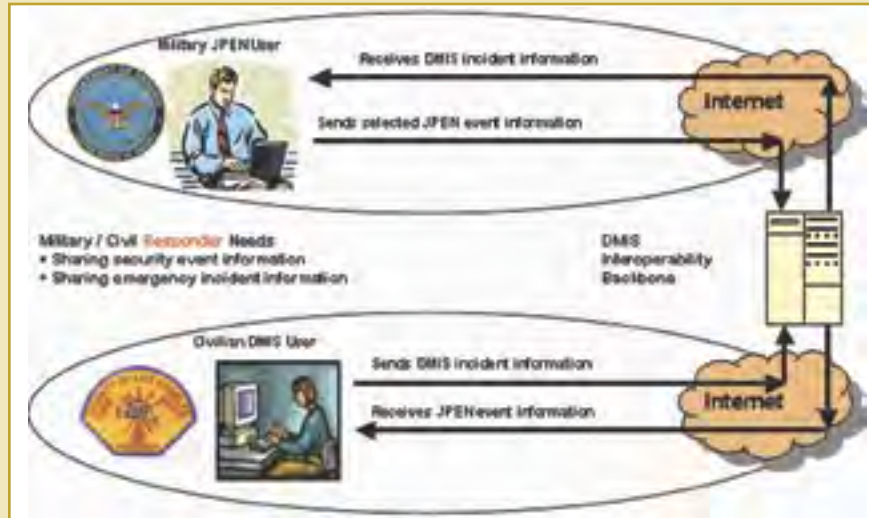 Military JPEN User
Receives DMIS incident information
Internet
Sends selected JPEN event information
Military / Civil Responder Needs
• Sharing security event information
• Sharing emergency incident information
DMIS
Interoperability
Backbone
Civilian DMIS User
Sends DMIS incident information
Internet
Receives JPEN event information